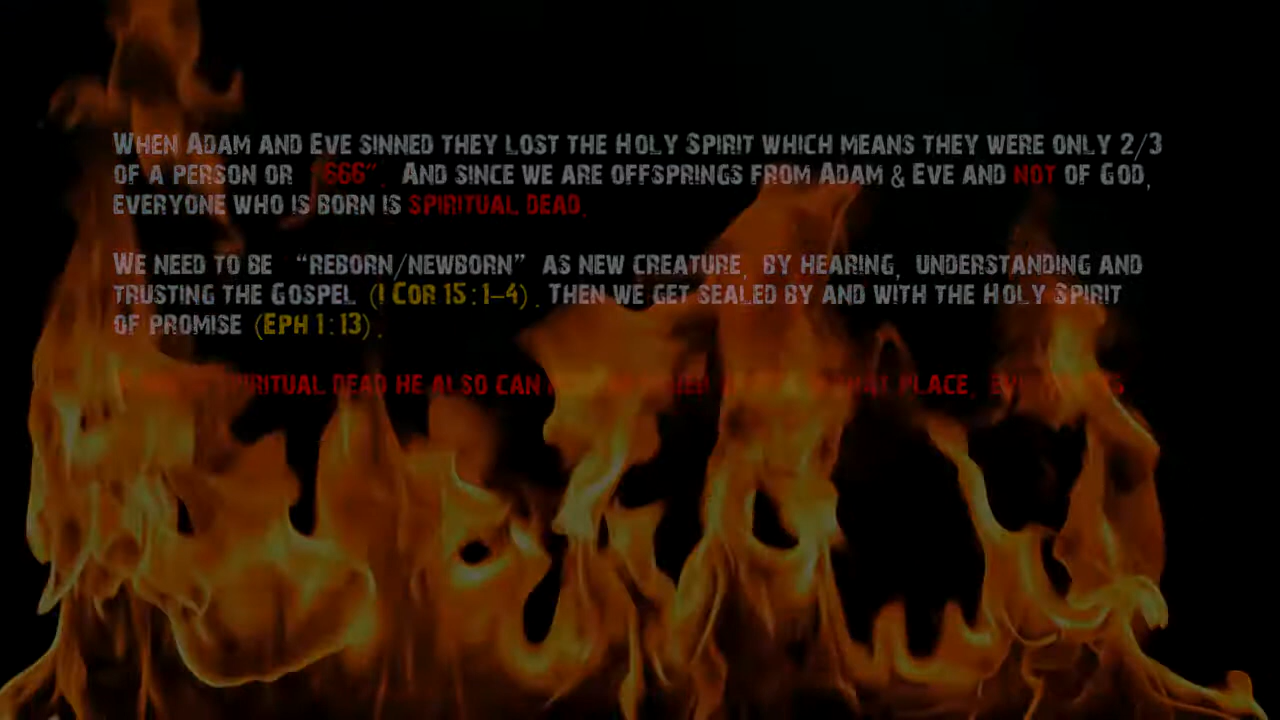 When Adam and Eve sinned they lost the Holy Spirit which means they were only 2/3
of a person or "666". And since we are offsprings from Adam & Eve and NOT of God,
everyone who is born is spiritual dead.
We need to be "reborn/newborn" as new creature, by hearing, understanding and
trusting the Gospel (I Cor 15:1-4). Then we get sealed by and with the Holy Spirit
of promise (Eph 1:13).
spiritual dead he also can place,